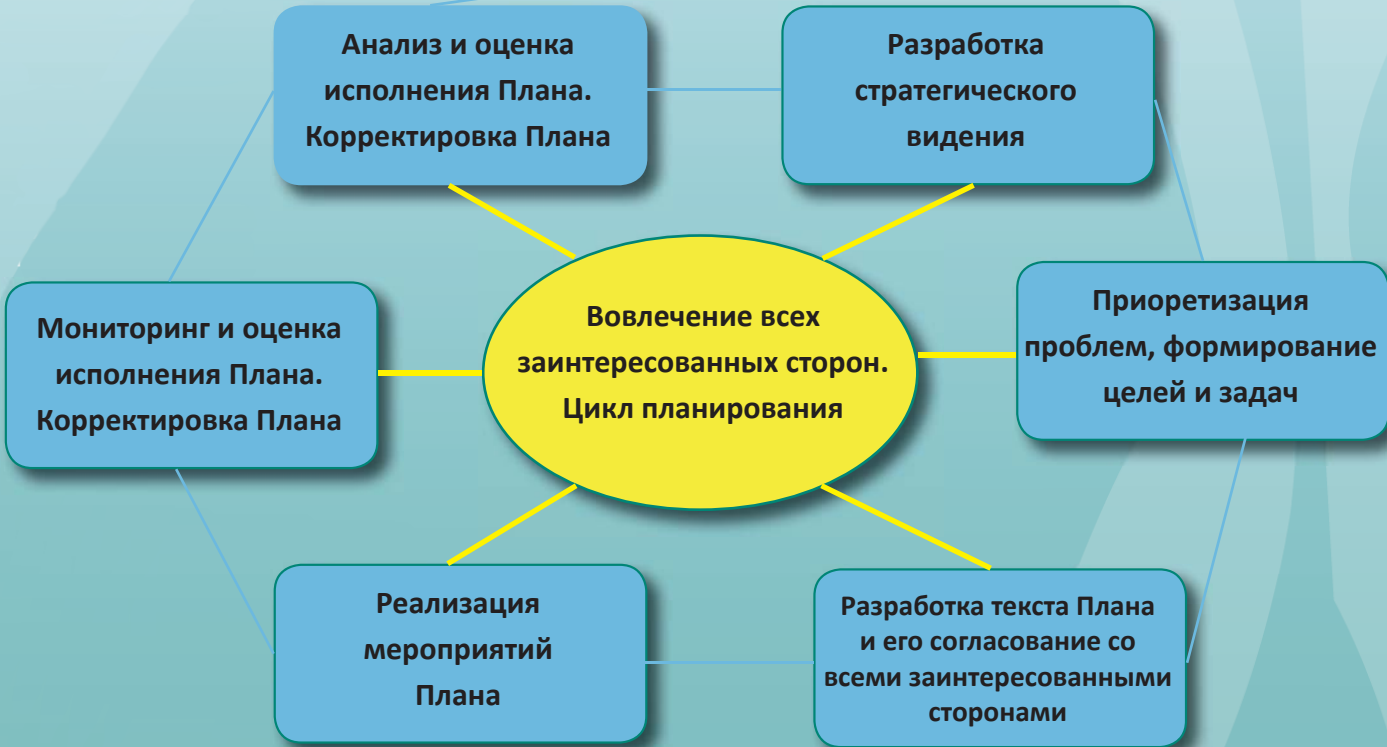 Анализ и оценка
исполнения Плана.
Корректировка Плана
Разработка
стратегического
видения
Вовлечение всех
заинтересованных сторон.
Цикл планирования
Приоретизация
проблем, формирование
целей и задач
Мониторинг и оценка
исполнения Плана.
Корректировка Плана
Реализация
мероприятий
Плана
Разработка текста Плана
и его согласование со
всеми заинтересованными
сторонами